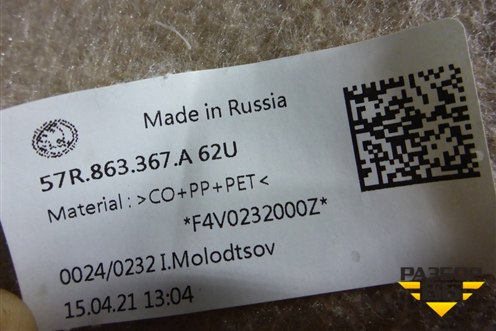 Made in Russia
57R.863.367.A 62U
Material : >CO+PP+PET<
*F4V0232000Z*
0024/0232 I.Molodtsov
15.04.21 13:04
РАЗБОР